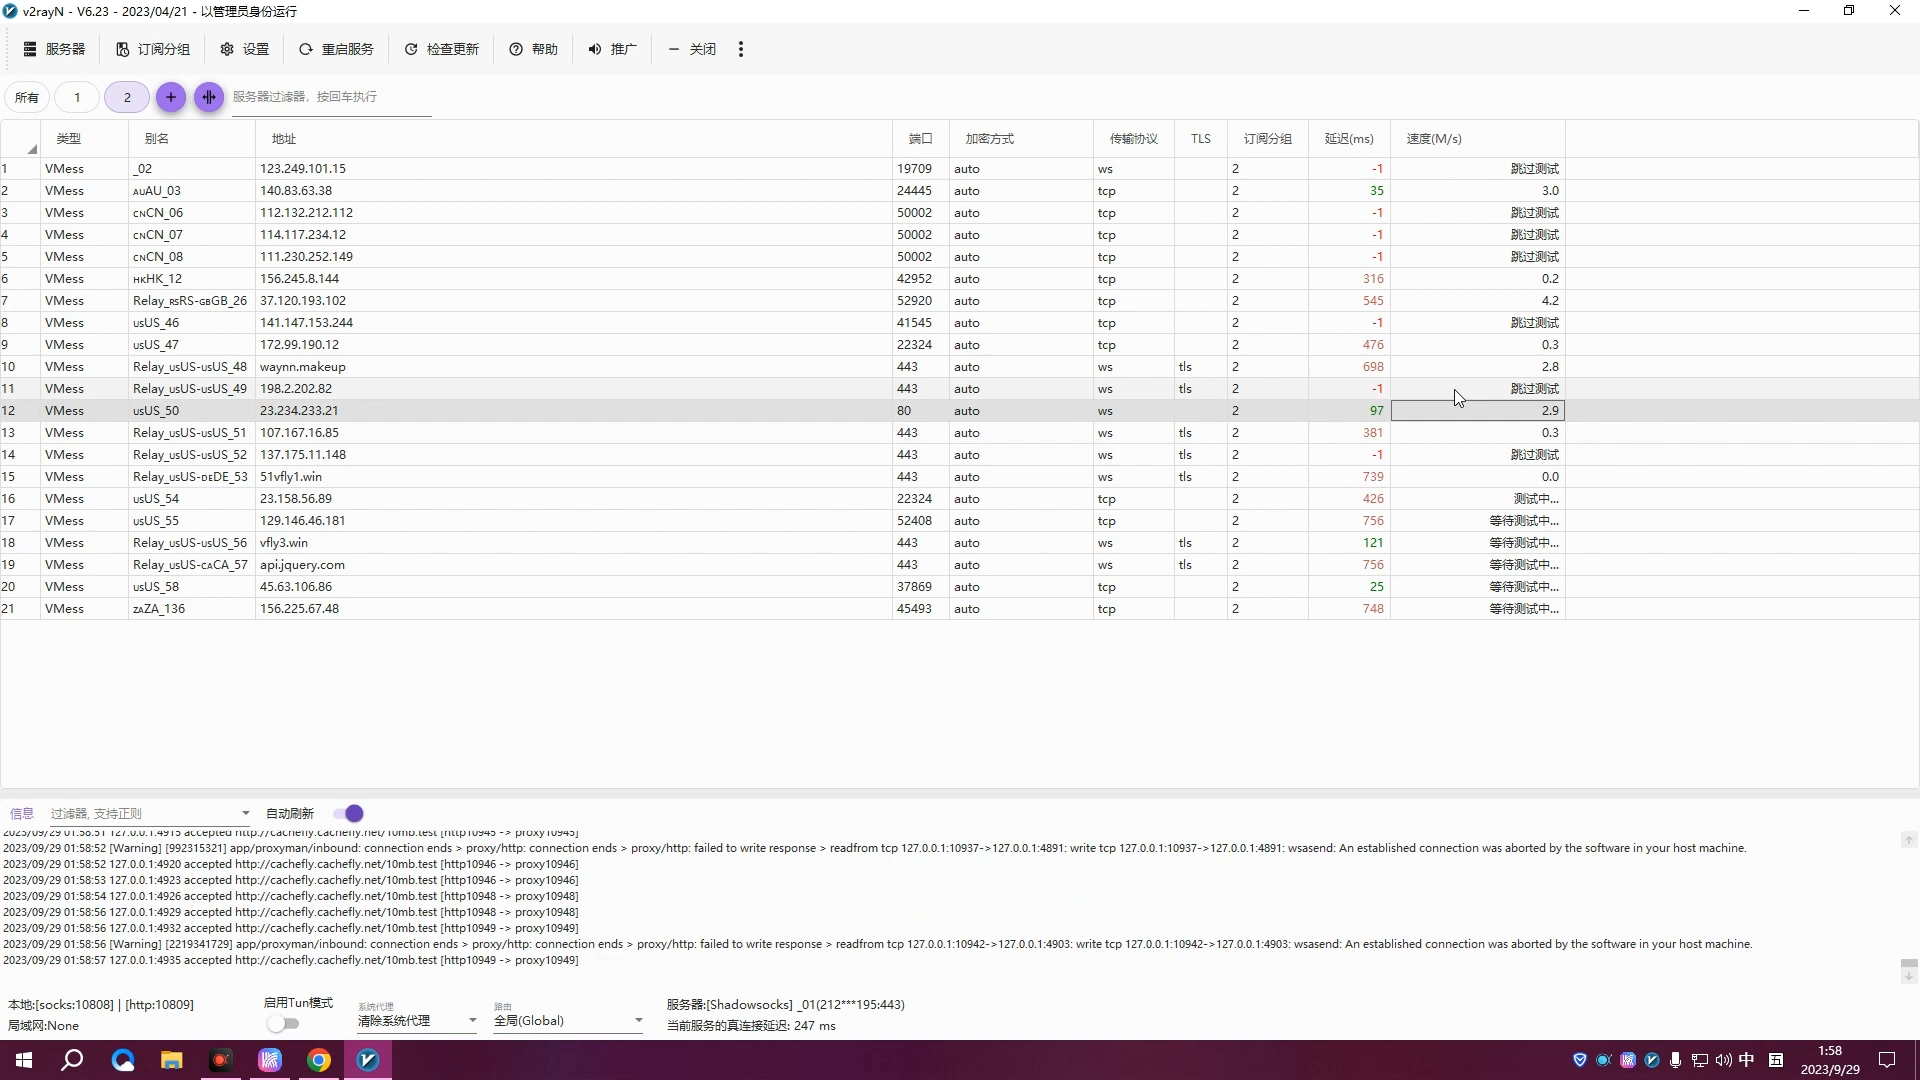 v2rayN - V6.23 - 2023/04/21 - 以管理员身份运行
服务器 订阅分组 设置 重启服务 检查更新 帮助 推广 关闭
所有 1 2 服务器过滤器，按回车执行
类型 别名 地址 端口 加密方式 传输协议 TLS 订阅分组 延迟(ms) 速度(M/s)
1 VMess _02 123.249.101.15 19709 auto ws 2 -1 跳过测试
2 VMess AUAU_03 140.83.63.38 24445 auto tcp 2 35 3.0
3 VMess CNCN_06 112.132.212.112 50002 auto tcp 2 -1 跳过测试
4 VMess CNCN_07 114.117.234.12 50002 auto tcp 2 -1 跳过测试
5 VMess CNCN_08 111.230.252.149 50002 auto tcp 2 -1 跳过测试
6 VMess HKHK_12 156.245.8.144 42952 auto tcp 2 316 0.2
7 VMess Relay_RSRS-GBGB_26 37.120.193.102 52920 auto tcp 2 545 4.2
8 VMess USUS_46 141.147.153.244 41545 auto tcp 2 -1 跳过测试
9 VMess USUS_47 172.99.190.12 22324 auto tcp 2 476 0.3
10 VMess Relay_USUS-USUS_48 waynn.makeup 443 auto ws tls 2 698 2.8
11 VMess Relay_USUS-USUS_49 198.2.202.82 443 auto ws tls 2 -1 跳过测试
12 VMess USUS_50 23.234.233.21 80 auto ws 2 97 2.9
13 VMess Relay_USUS-USUS_51 107.167.16.85 443 auto ws tls 2 381 0.3
14 VMess Relay_USUS-USUS_52 137.175.11.148 443 auto ws tls 2 -1 跳过测试
15 VMess Relay_USUS-DEDE_53 51vfly1.win 443 auto ws tls 2 739 0.0
16 VMess USUS_54 23.158.56.89 22324 auto tcp 2 426 测试中...
17 VMess USUS_55 129.146.46.181 52408 auto tcp 2 756 等待测试中...
18 VMess Relay_USUS-USUS_56 vfly3.win 443 auto ws tls 2 121 等待测试中...
19 VMess Relay_USUS-CACA_57 api.jquery.com 443 auto ws tls 2 756 等待测试中...
20 VMess USUS_58 45.63.106.86 37869 auto tcp 2 25 等待测试中...
21 VMess ZAZA_136 156.225.67.48 45493 auto tcp 2 748 等待测试中...
信息 过滤器, 支持正则 自动刷新
2023/09/29 01:58:51 127.0.0.1:4915 accepted http://cachefly.cachefly.net/10mb.test [http10945 -> proxy10945]
2023/09/29 01:58:52 [Warning] [992315321] app/proxyman/inbound: connection ends > proxy/http: connection ends > proxy/http: failed to write response > readfrom tcp 127.0.0.1:10937->127.0.0.1:4891: write tcp 127.0.0.1:10937->127.0.0.1:4891: wsasend: An established connection was aborted by the software in your host machine.
2023/09/29 01:58:52 127.0.0.1:4920 accepted http://cachefly.cachefly.net/10mb.test [http10946 -> proxy10946]
2023/09/29 01:58:53 127.0.0.1:4923 accepted http://cachefly.cachefly.net/10mb.test [http10946 -> proxy10946]
2023/09/29 01:58:54 127.0.0.1:4926 accepted http://cachefly.cachefly.net/10mb.test [http10948 -> proxy10948]
2023/09/29 01:58:56 127.0.0.1:4929 accepted http://cachefly.cachefly.net/10mb.test [http10948 -> proxy10948]
2023/09/29 01:58:56 127.0.0.1:4932 accepted http://cachefly.cachefly.net/10mb.test [http10949 -> proxy10949]
2023/09/29 01:58:56 [Warning] [2219341729] app/proxyman/inbound: connection ends > proxy/http: connection ends > proxy/http: failed to write response > readfrom tcp 127.0.0.1:10942->127.0.0.1:4903: write tcp 127.0.0.1:10942->127.0.0.1:4903: wsasend: An established connection was aborted by the software in your host machine.
2023/09/29 01:58:57 127.0.0.1:4935 accepted http://cachefly.cachefly.net/10mb.test [http10949 -> proxy10949]
本地:[socks:10808] | [http:10809] 启用Tun模式 系统代理 路由 服务器:[Shadowsocks] _01(212***195:443)
局域网:None 清除系统代理 全局(Global) 当前服务的真连接延迟: 247 ms
中 五 1:58
2023/9/29